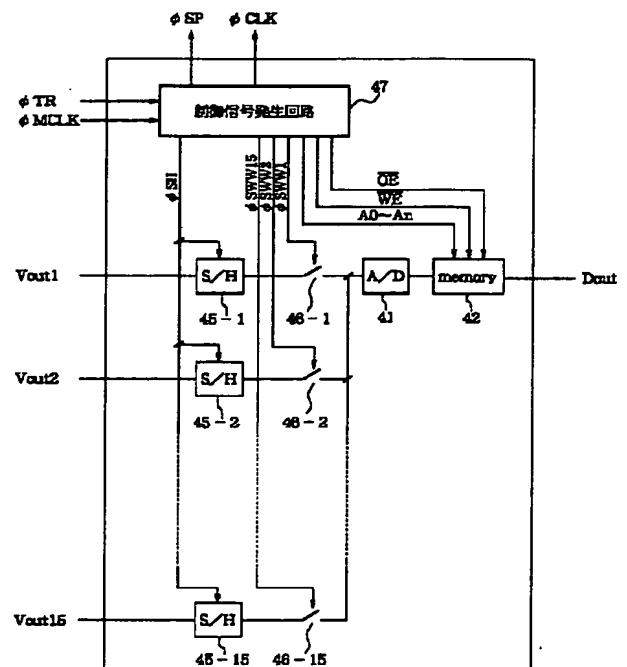 φSP φCLK
47
φTR
φMCLK
制御信号発生回路
φSH
φSWW15
φSWW2
φSWW1
OE
WE
A0~An
Vout1
S/H
A/D
memory
Dout
45-1
46-1
41
42
Vout2
S/H
45-2
46-2
Vout15
S/H
45-15
46-15